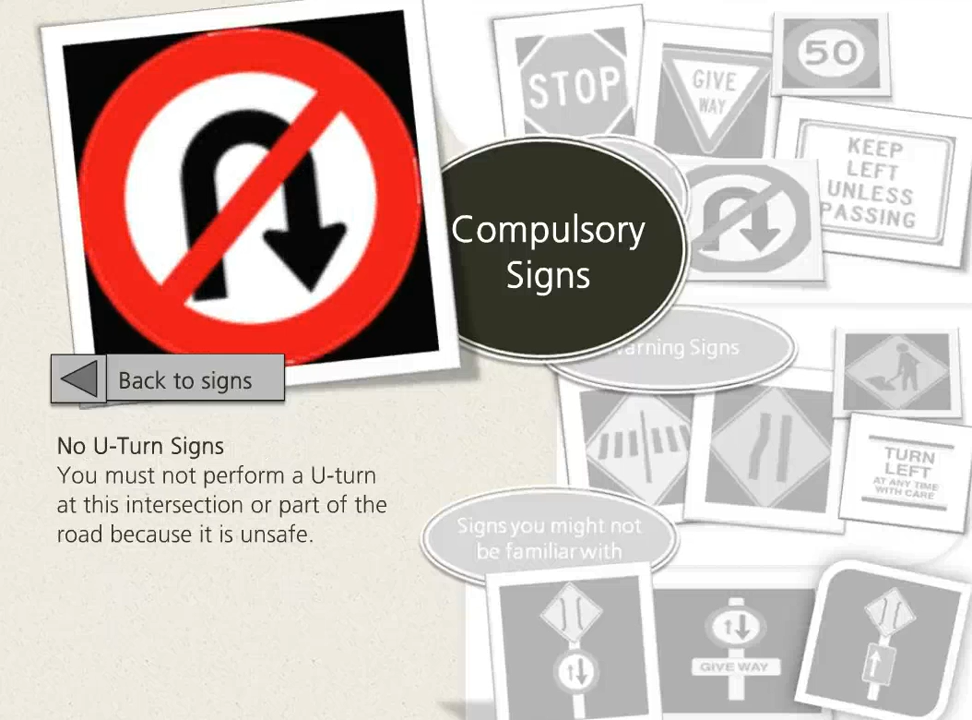 STOP
GIVE
WAY
50
KEEP
LEFT
UNLESS
PASSING
Compulsory
Signs
Warning Signs
Back to signs
TURN
LEFT
AT ANY TIME
WITH CARE
No U-Turn Signs
You must not perform a U-turn
at this intersection or part of the
road because it is unsafe.
Signs you might not
be familiar with
GIVE WAY